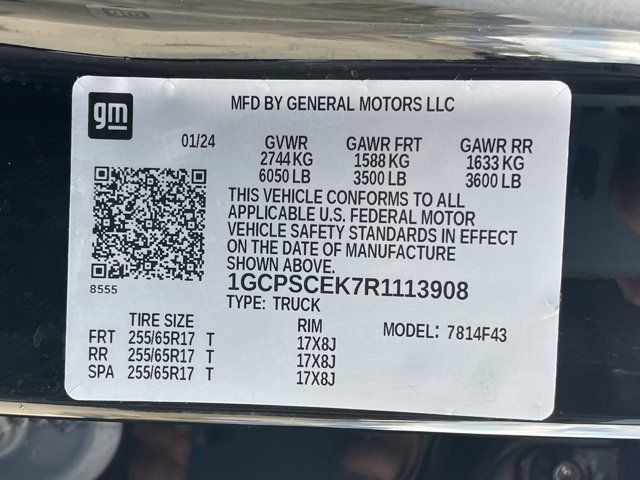 gm
MFD BY GENERAL MOTORS LLC
01/24 GVWR GAWR FRT GAWR RR
2744 KG 1588 KG 1633 KG
6050 LB 3500 LB 3600 LB
THIS VEHICLE CONFORMS TO ALL
APPLICABLE U.S. FEDERAL MOTOR
VEHICLE SAFETY STANDARDS IN EFFECT
ON THE DATE OF MANUFACTURE
SHOWN ABOVE.
8555
1GCPSCEK7R1113908
TYPE: TRUCK
TIRE SIZE RIM MODEL: 7814F43
FRT 255/65R17 T 17X8J
RR 255/65R17 T 17X8J
SPA 255/65R17 T 17X8J